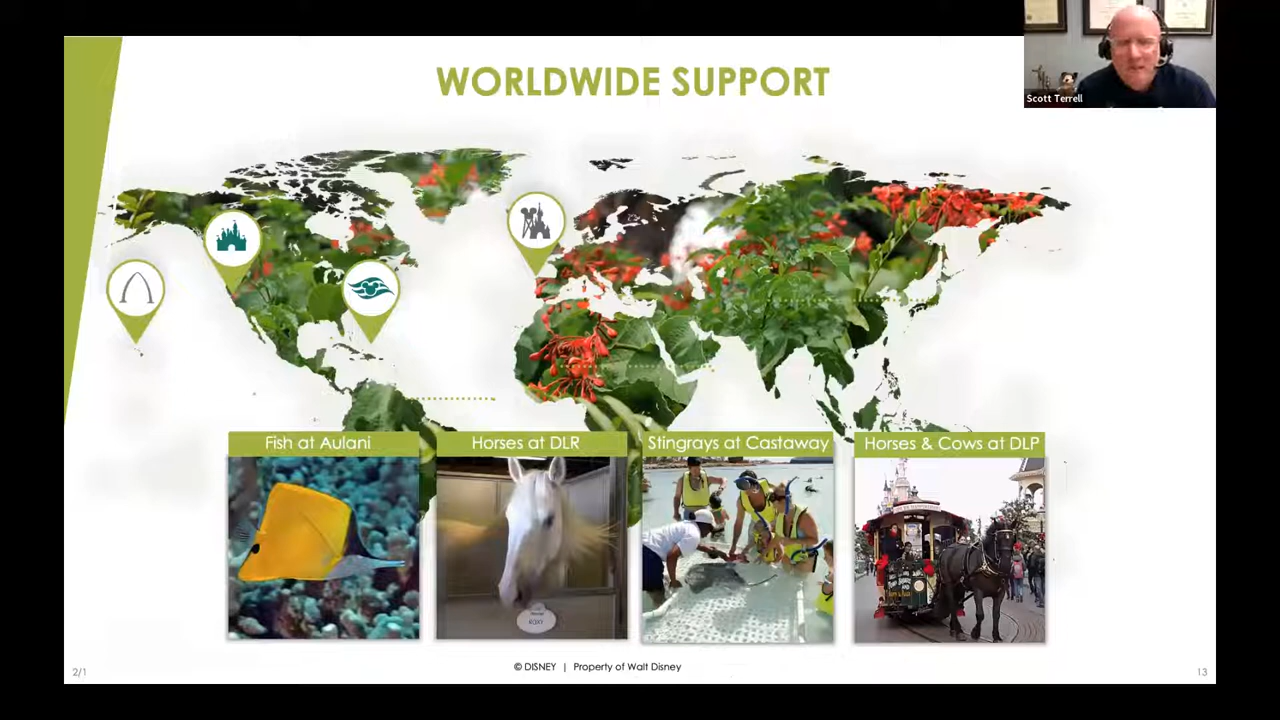 WORLDWIDE SUPPORT
Scott Terrell
Fish at Aulani
Horses at DLR
Stingrays at Castaway
Horses & Cows at DLP
ROXY
© DISNEY | Property of Walt Disney
2/1
13